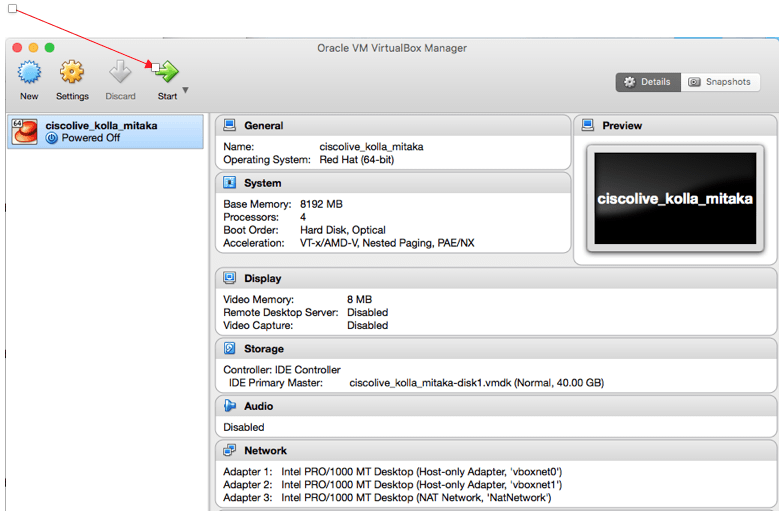 Oracle VM VirtualBox Manager
New Settings Discard Start Details Snapshots
64 ciscolive_kolla_mitaka
Powered Off
General
Name: ciscolive_kolla_mitaka
Operating System: Red Hat (64-bit)
System
Base Memory: 8192 MB
Processors: 4
Boot Order: Hard Disk, Optical
Acceleration: VT-x/AMD-V, Nested Paging, PAE/NX
Preview
ciscolive_kolla_mitaka
Display
Video Memory: 8 MB
Remote Desktop Server: Disabled
Video Capture: Disabled
Storage
Controller: IDE Controller
IDE Primary Master: ciscolive_kolla_mitaka-disk1.vmdk (Normal, 40.00 GB)
Audio
Disabled
Network
Adapter 1: Intel PRO/1000 MT Desktop (Host-only Adapter, 'vboxnet0')
Adapter 2: Intel PRO/1000 MT Desktop (Host-only Adapter, 'vboxnet1')
Adapter 3: Intel PRO/1000 MT Desktop (NAT Network, 'NatNetwork')